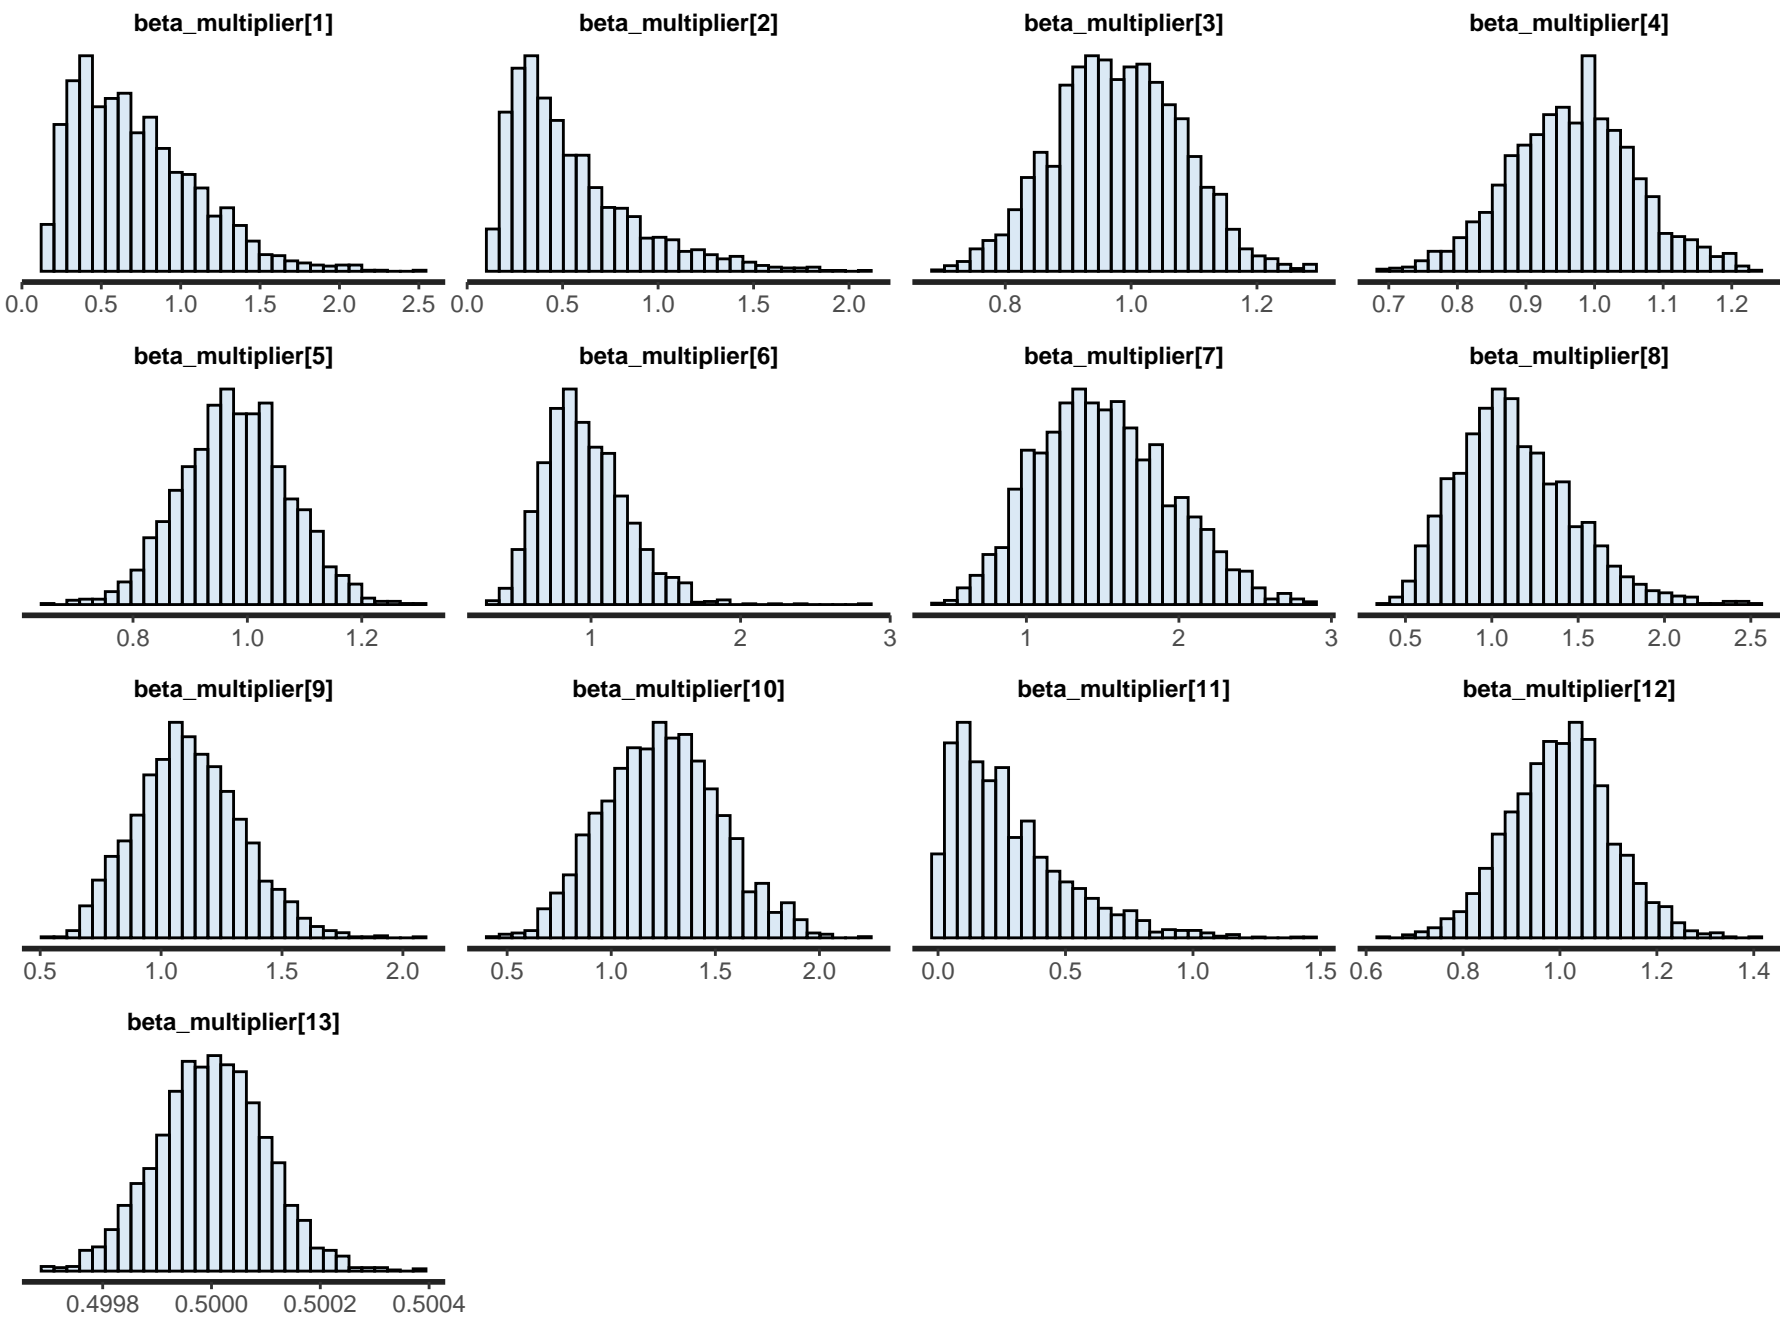 beta_multiplier[1] beta_multiplier[2] beta_multiplier[3] beta_multiplier[4]
0.0 0.5 1.0 1.5 2.0 2.5 0.0 0.5 1.0 1.5 2.0 0.8 1.0 1.2 0.7 0.8 0.9 1.0 1.1 1.2
beta_multiplier[5] beta_multiplier[6] beta_multiplier[7] beta_multiplier[8]
0.8 1.0 1.2 1 2 3 1 2 3 0.5 1.0 1.5 2.0 2.5
beta_multiplier[9] beta_multiplier[10] beta_multiplier[11] beta_multiplier[12]
0.5 1.0 1.5 2.0 0.5 1.0 1.5 2.0 0.0 0.5 1.0 1.5 0.6 0.8 1.0 1.2 1.4
beta_multiplier[13]
0.4998 0.5000 0.5002 0.5004